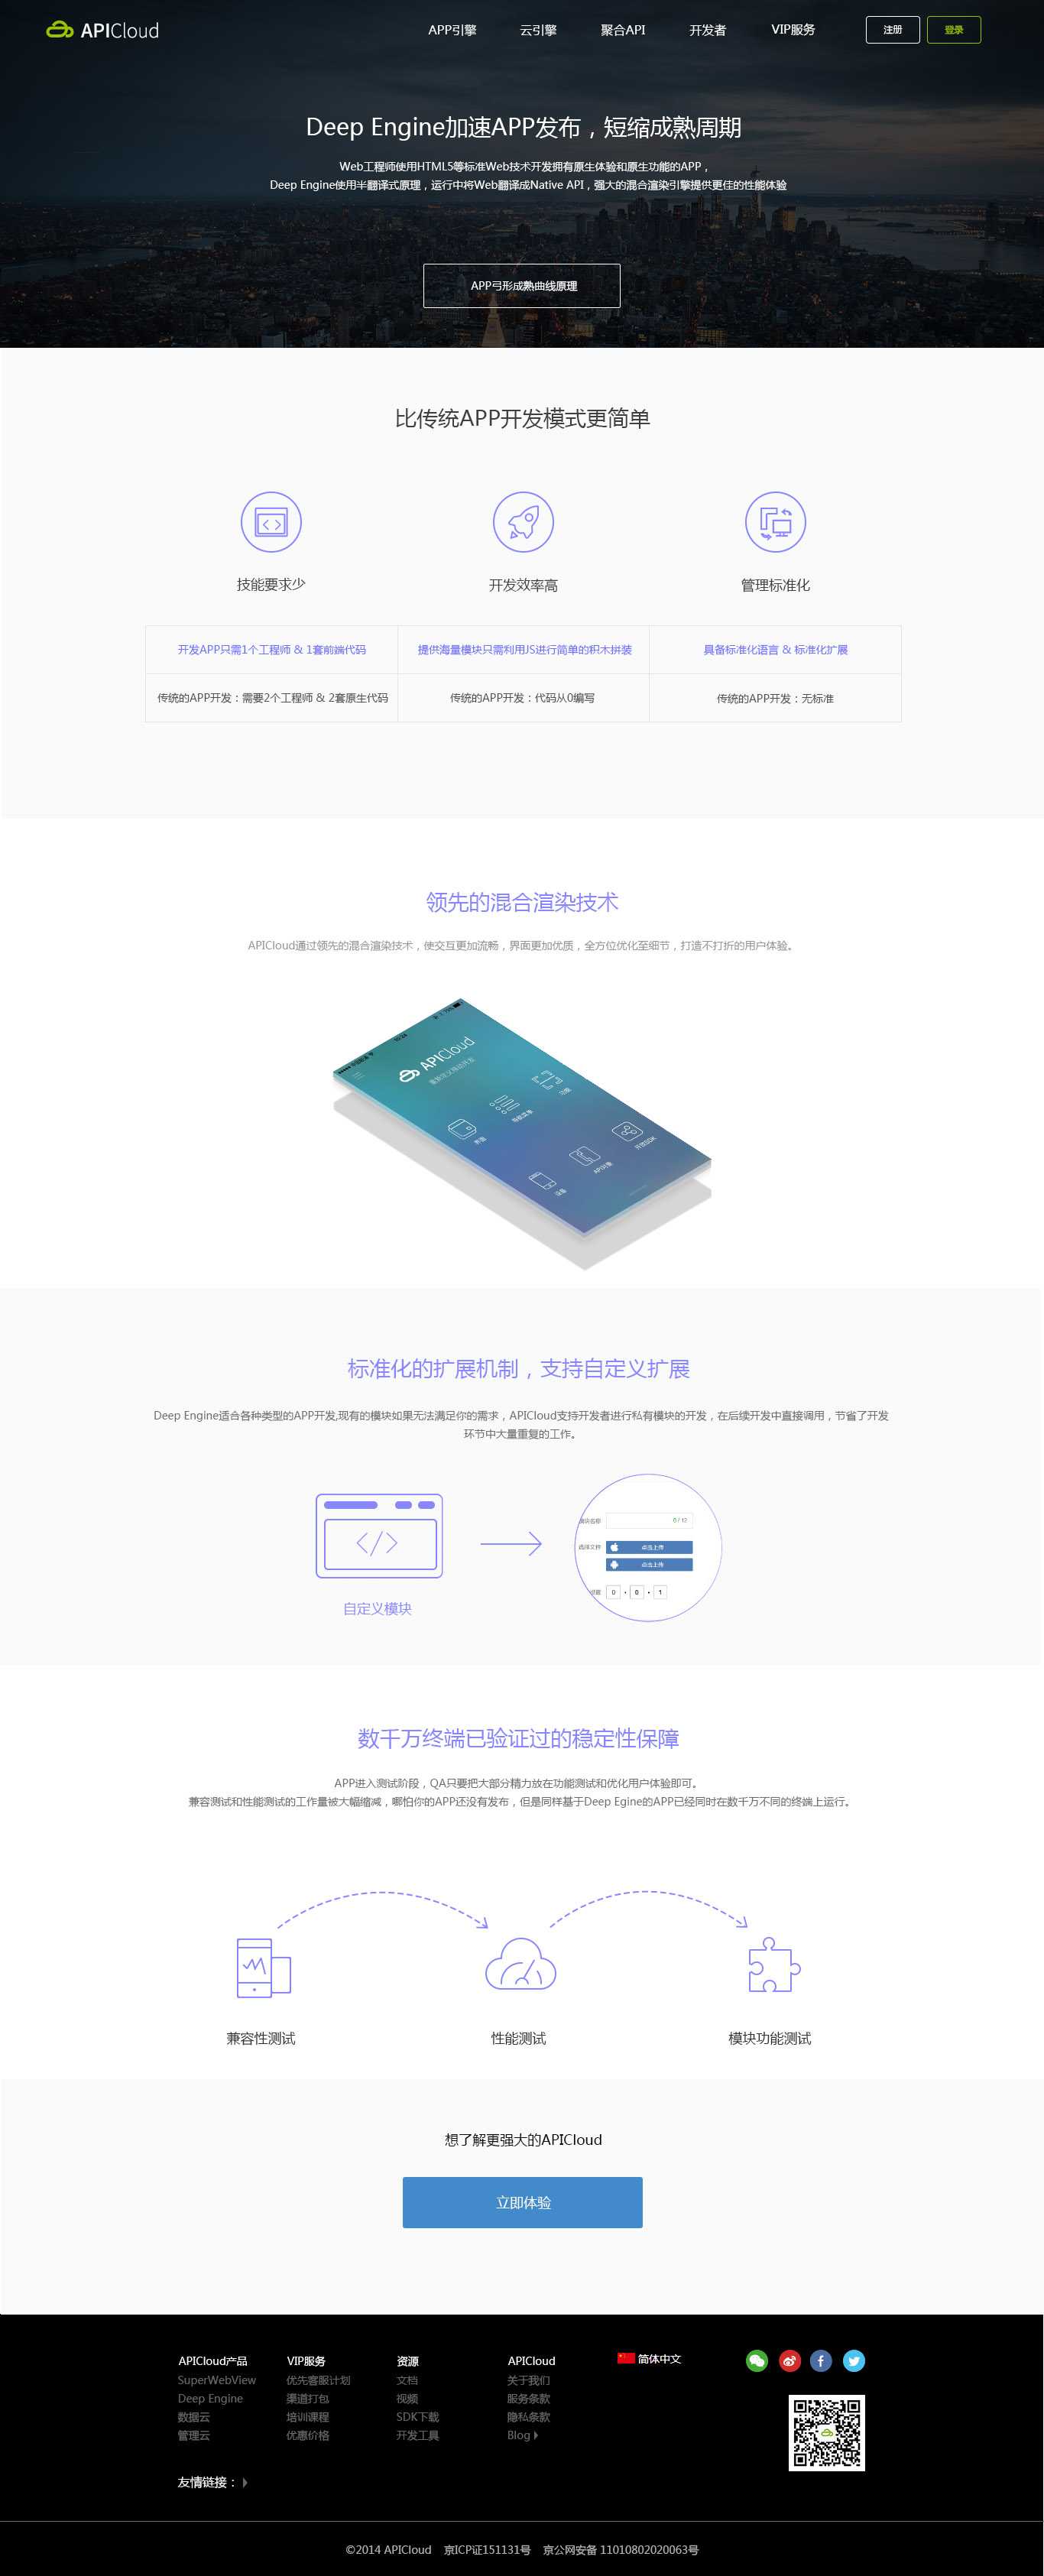 APICloud
APP引擎 云引擎 聚合API 开发者 VIP服务 注册 登录
Deep Engine加速APP发布，短缩成熟周期
Web工程师使用HTML5等标准Web技术开发拥有原生体验和原生功能的APP，
Deep Engine使用半翻译式原理，运行中将Web翻译成Native API，强大的混合渲染引擎提供更佳的性能体验
APP弓形成熟曲线原理
比传统APP开发模式更简单
技能要求少 开发效率高 管理标准化
开发APP只需1个工程师 & 1套前端代码 提供海量模块只需利用JS进行简单的积木拼装 具备标准化语言 & 标准化扩展
传统的APP开发：需要2个工程师 & 2套原生代码 传统的APP开发：代码从0编写 传统的APP开发：无标准
领先的混合渲染技术
APICloud通过领先的混合渲染技术，使交互更加流畅，界面更加优质，全方位优化至细节，打造不打折的用户体验。
APICloud
标准化的扩展机制，支持自定义扩展
Deep Engine适合各种类型的APP开发,现有的模块如果无法满足你的需求，APICloud支持开发者进行私有模块的开发，在后续开发中直接调用，节省了开发
环节中大量重复的工作。
6 / 12
选择文件 点击上传
点击上传
0 · 0 · 1
自定义模块
数千万终端已验证过的稳定性保障
APP进入测试阶段，QA只要把大部分精力放在功能测试和优化用户体验即可。
兼容测试和性能测试的工作量被大幅缩减，哪怕你的APP还没有发布，但是同样基于Deep Egine的APP已经同时在数千万不同的终端上运行。
兼容性测试 性能测试 模块功能测试
想了解更强大的APICloud
立即体验
APICloud产品 VIP服务 资源 APICloud 简体中文
SuperWebView 优先客服计划 文档 关于我们
Deep Engine 渠道打包 视频 服务条款
数据云 培训课程 SDK下载 隐私条款
管理云 优惠价格 开发工具 Blog
友情链接：
©2014 APICloud 京ICP证151131号 京公网安备 11010802020063号